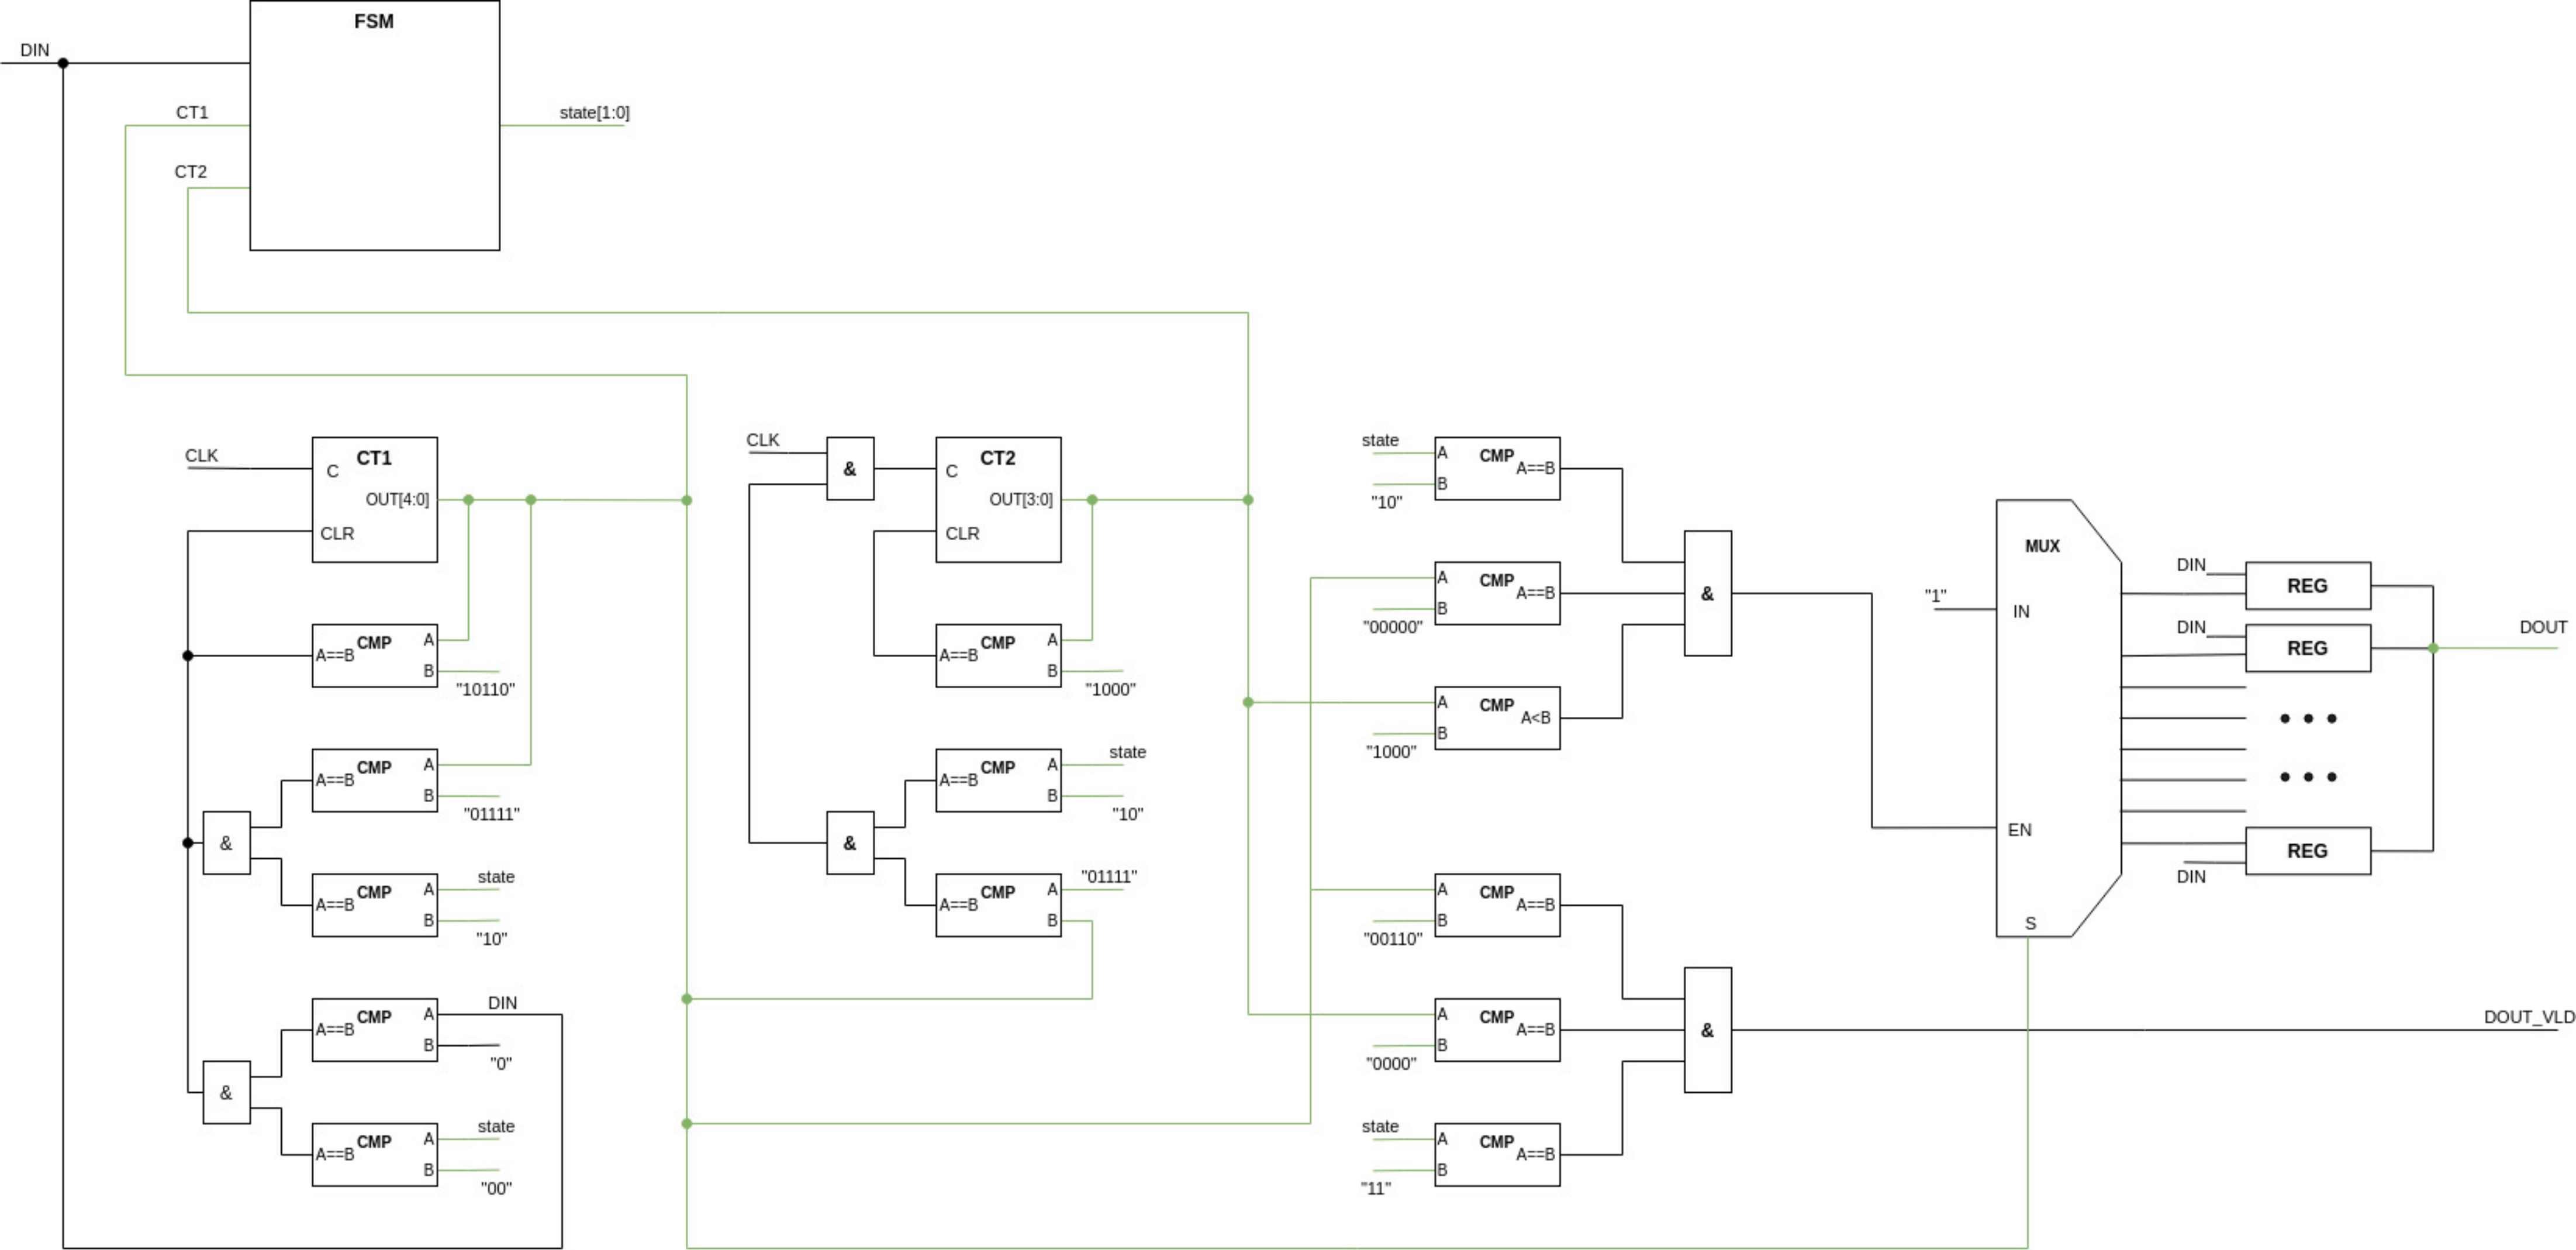 FSM
DIN
CT1
state[1:0]
CT2
CLK
C
CT1
OUT[4:0]
CLR
A==B
CMP
A
B
"10110"
A==B
CMP
A
B
"01111"
&
A==B
CMP
A
state
B
"10"
A==B
CMP
A
DIN
B
"0"
&
A==B
CMP
A
state
B
"00"
CLK
&
C
CT2
OUT[3:0]
CLR
A==B
CMP
A
B
"1000"
A==B
CMP
A
state
B
"10"
&
A==B
CMP
A
"01111"
B
state
A
CMP
A==B
B
"10"
A
CMP
A==B
B
"00000"
&
A
CMP
A<B
B
"1000"
A
CMP
A==B
B
"00110"
A
CMP
A==B
B
"0000"
&
state
A
CMP
A==B
B
"11"
MUX
"1"
IN
EN
S
DIN
REG
DIN
REG
REG
DIN
DOUT
DOUT_VLD